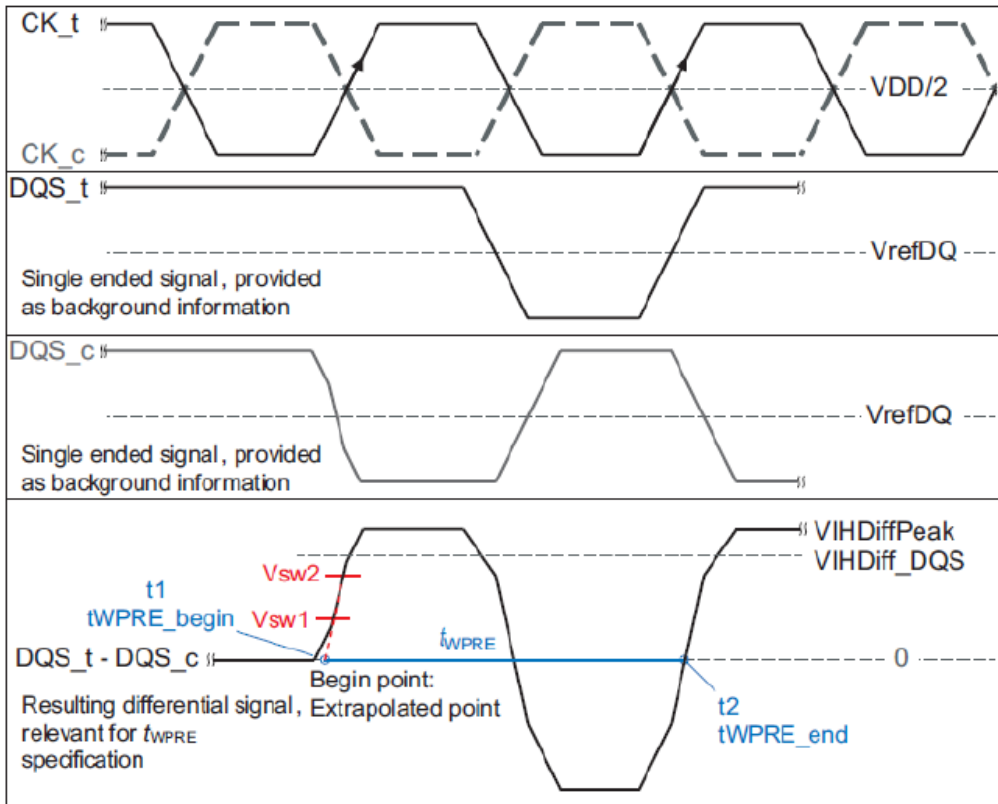 CK_t
VDD/2
CK_c
DQS_t
VrefDQ
Single ended signal, provided
as background information
DQS_c
VrefDQ
Single ended signal, provided
as background information
VIHDiffPeak
VIHDiff_DQS
Vsw2
t1
tWPRE_begin
Vsw1
tWPRE
DQS_t - DQS_c
0
Begin point:
Extrapolated point
Resulting differential signal,
relevant for tWPRE
specification
t2
tWPRE_end